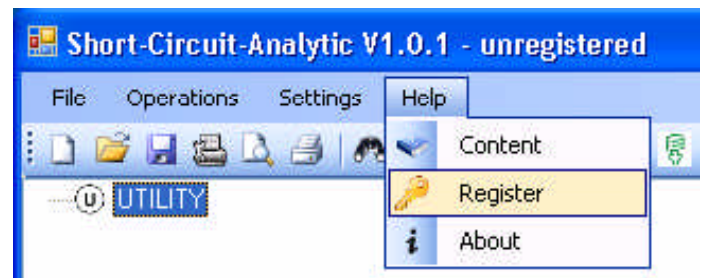 Short-Circuit-Analytic V1.0.1 - unregistered
File Operations Settings Help
Content
U UTILITY
Register
i About